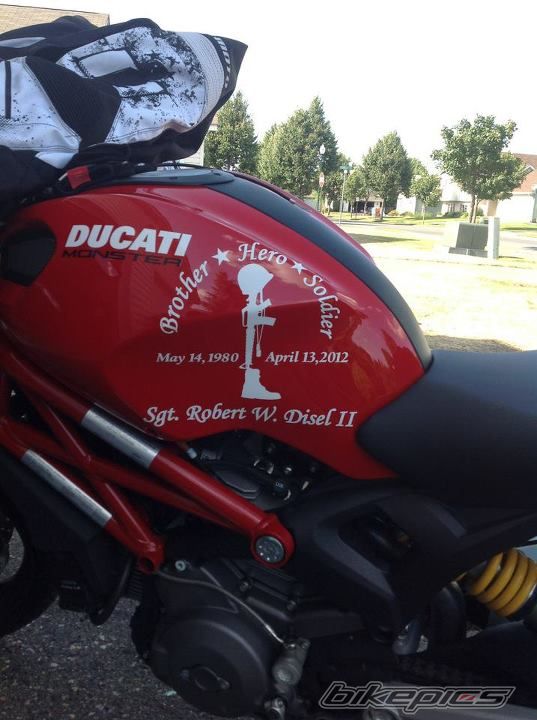 DUCATI
MONSTER
Brother ★ Hero ★ Soldier
May 14, 1980 April 13, 2012
Sgt. Robert W. Disel II
bikepics